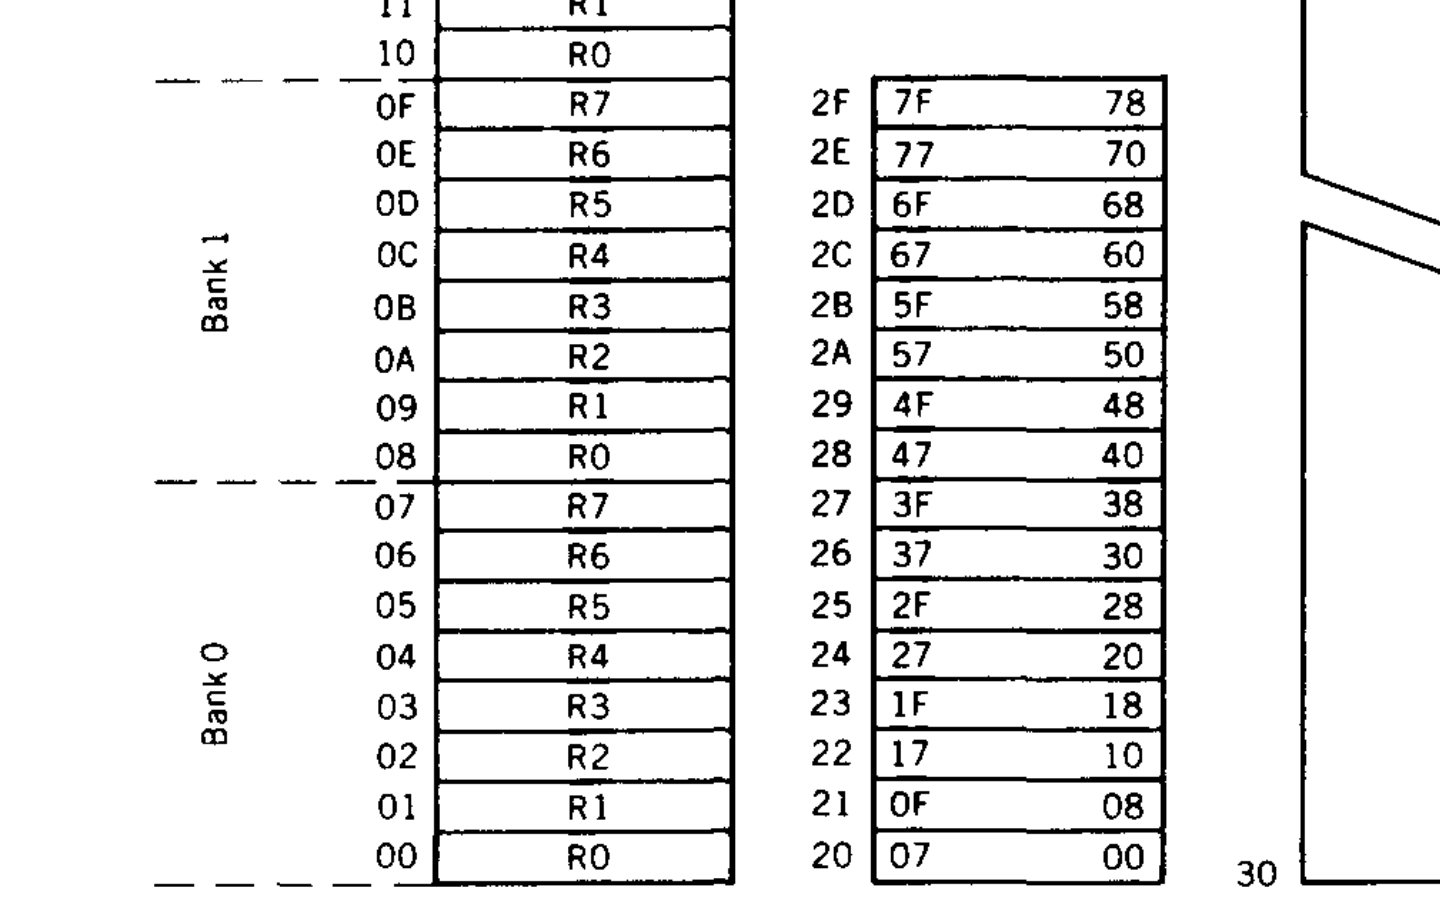 11 R1
10 R0
0F R7 2F 7F 78
0E R6 2E 77 70
0D R5 2D 6F 68
Bank 1
0C R4 2C 67 60
0B R3 2B 5F 58
0A R2 2A 57 50
09 R1 29 4F 48
08 R0 28 47 40
07 R7 27 3F 38
06 R6 26 37 30
05 R5 25 2F 28
Bank 0
04 R4 24 27 20
03 R3 23 1F 18
02 R2 22 17 10
01 R1 21 0F 08
00 R0 20 07 00
30